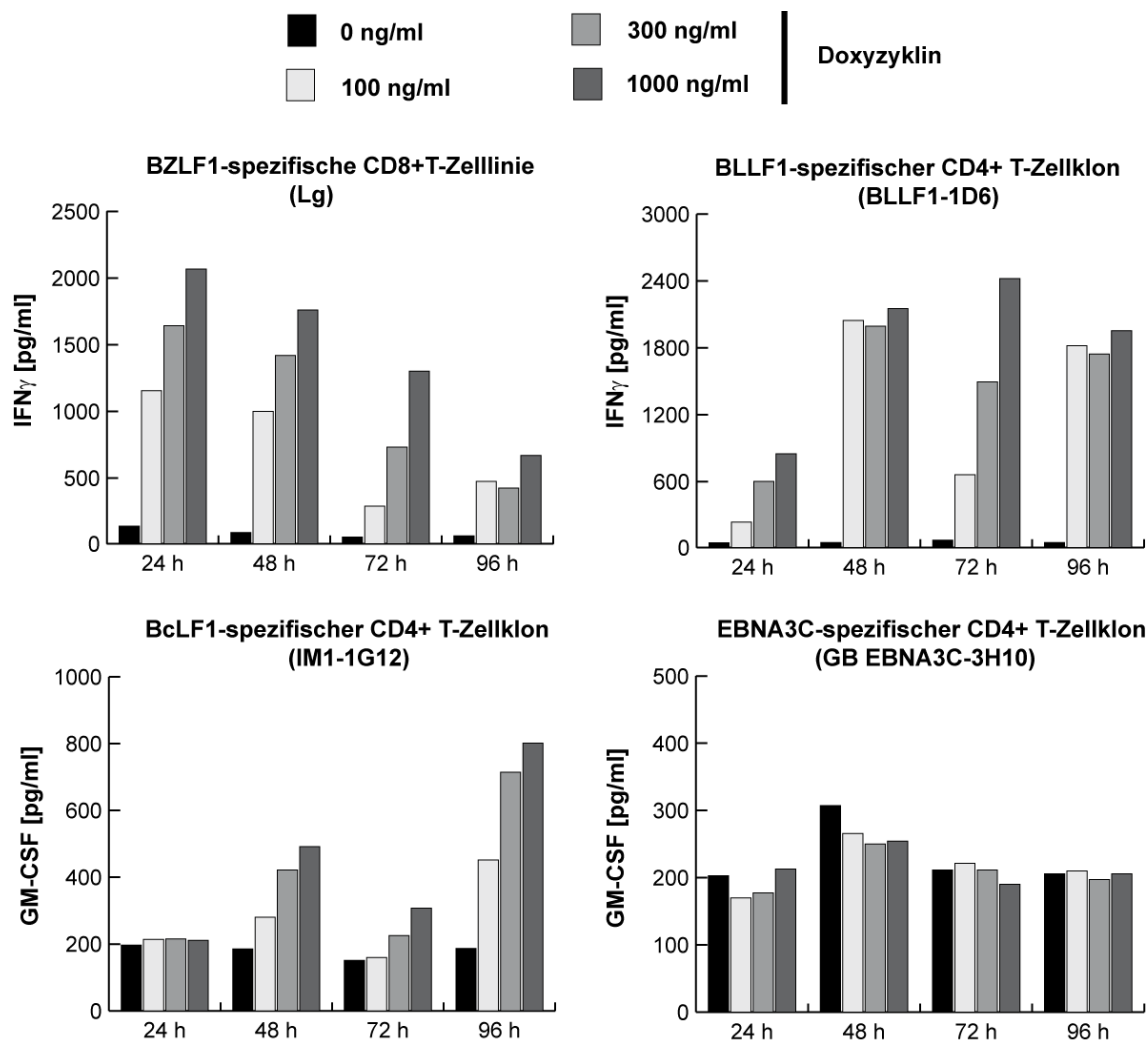 0 ng/ml
300 ng/ml
100 ng/ml
1000 ng/ml
Doxyzyklin
BZLF1-spezifische CD8+T-Zelllinie
(Lg)
2500
2000
1500
1000
500
0
IFNγ [pg/ml]
24 h 48 h 72 h 96 h
BLLF1-spezifischer CD4+ T-Zellklon
(BLLF1-1D6)
3000
2400
1800
1200
600
0
IFNγ [pg/ml]
24 h 48 h 72 h 96 h
BcLF1-spezifischer CD4+ T-Zellklon
(IM1-1G12)
1000
800
600
400
200
0
GM-CSF [pg/ml]
24 h 48 h 72 h 96 h
EBNA3C-spezifischer CD4+ T-Zellklon
(GB EBNA3C-3H10)
500
400
300
200
100
0
GM-CSF [pg/ml]
24 h 48 h 72 h 96 h